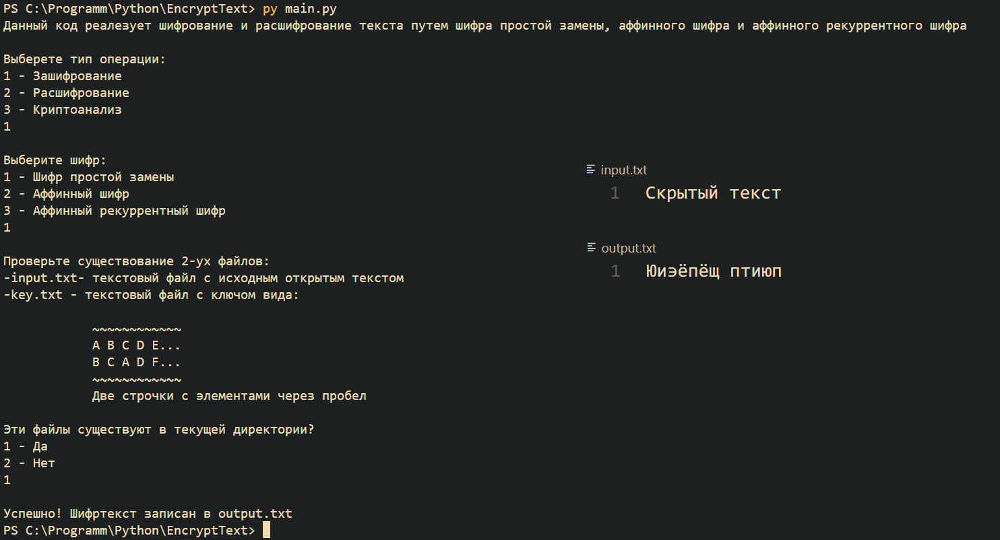 PS C:\Programm\Python\EncryptText> py main.py
Данный код реалезует шифрование и расшифрование текста путем шифра простой замены, аффинного шифра и аффинного рекуррентного шифра
Выберете тип операции:
1 - Зашифрование
2 - Расшифрование
3 - Криптоанализ
1
Выберите шифр:
1 - Шифр простой замены
2 - Аффинный шифр
3 - Аффинный рекуррентный шифр
1
Проверьте существование 2-ух файлов:
-input.txt- текстовый файл с исходным открытым текстом
-key.txt - текстовый файл с ключом вида:
~~~~~~~~~~~~
A B C D E...
B C A D F...
~~~~~~~~~~~~
Две строчки с элементами через пробел
Эти файлы существуют в текущей директории?
1 - Да
2 - Нет
1
Успешно! Шифртекст записан в output.txt
PS C:\Programm\Python\EncryptText>
input.txt
1 Скрытый текст
output.txt
1 Юиэёпёщ птиюп